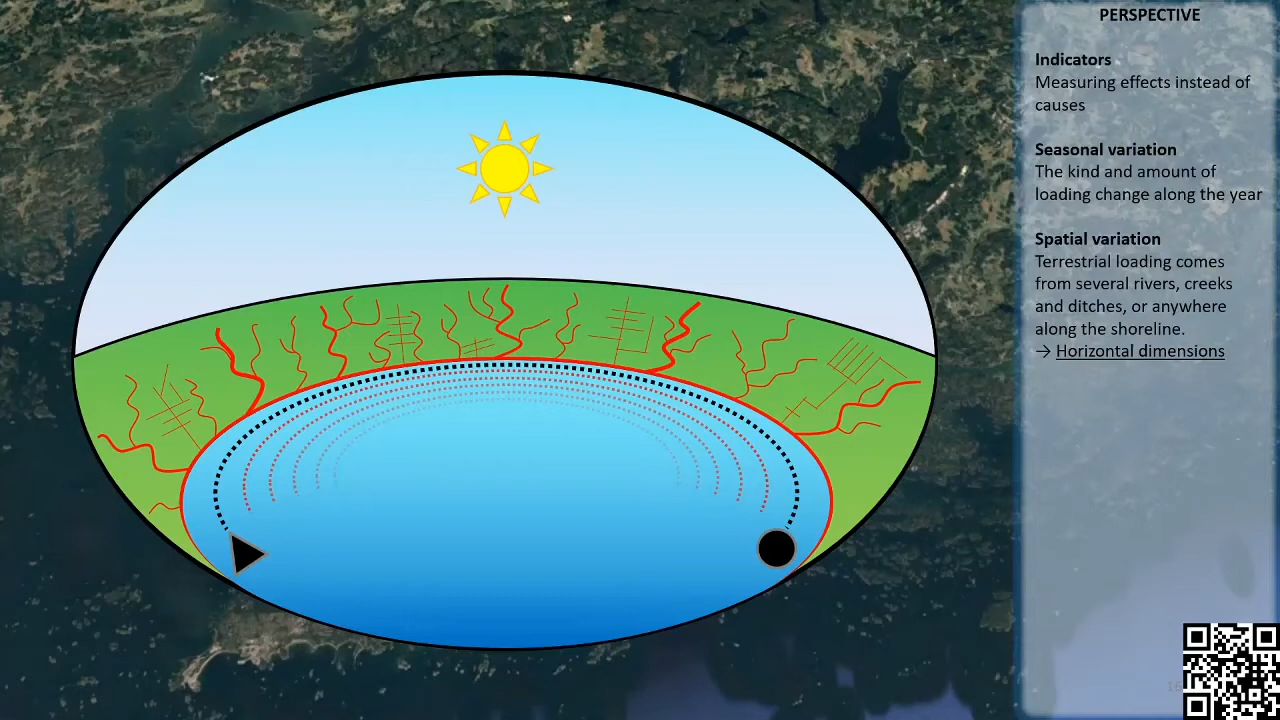 PERSPECTIVE
Indicators
Measuring effects instead of
causes
Seasonal variation
The kind and amount of
loading change along the year
Spatial variation
Terrestrial loading comes
from several rivers, creeks
and ditches, or anywhere
along the shoreline.
→ Horizontal dimensions